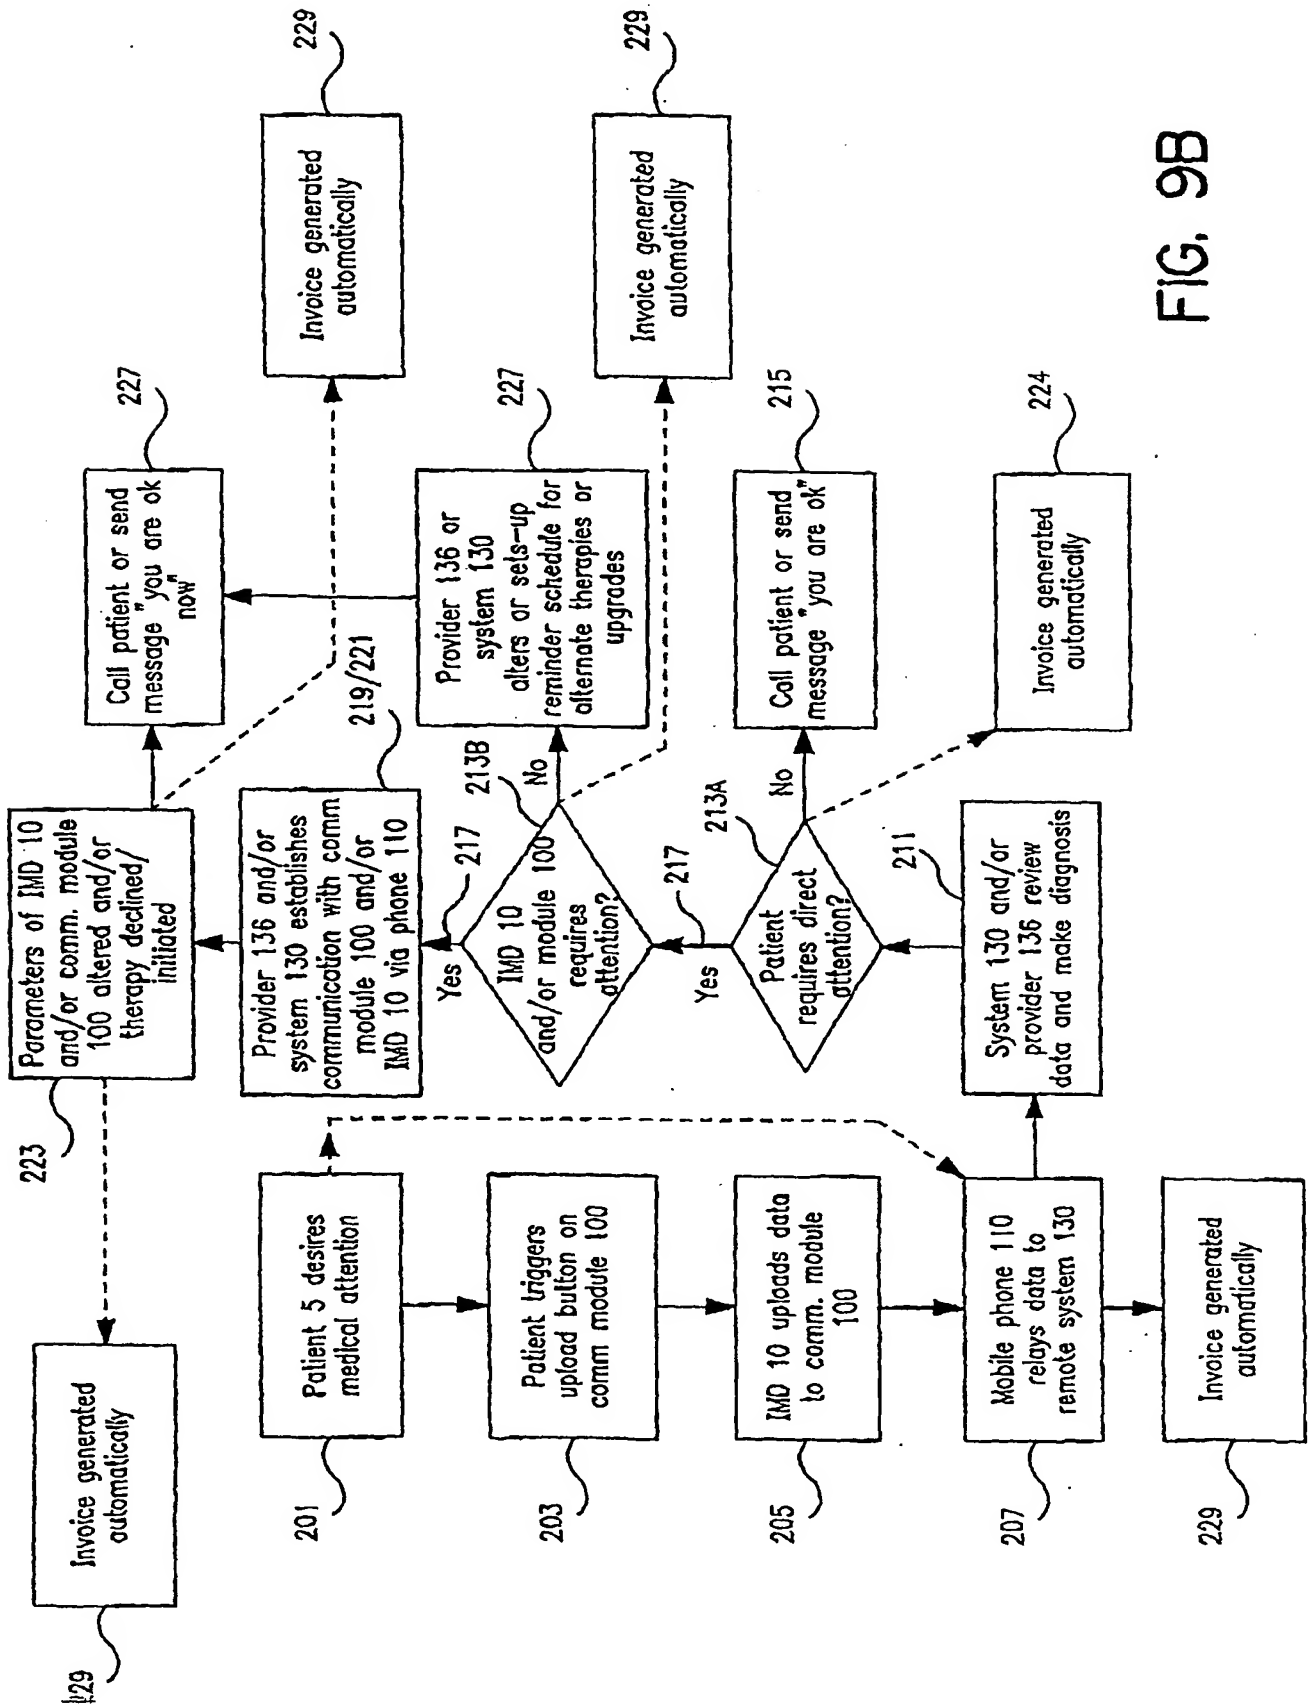 229
Invoice generated
automatically
223
Parameters of IMD 10
and/or comm. module
100 altered and/or
therapy declined/
initiated
227
Call patient or send
message "you are ok
now"
229
Invoice generated
automatically
201
Patient 5 desires
medical attention
219/221
Provider 136 and/or
system 130 establishes
communication with comm
module 100 and/or
IMD 10 via phone 110
Yes
217
203
Patient triggers
upload button on
comm module 100
213B
IMD 10
and/or module 100
requires
attention?
No
227
Provider 136 or
system 130
alters or sets-up
reminder schedule for
alternate therapies or
upgrades
229
Invoice generated
automatically
Yes
217
205
IMD 10 uploads data
to comm. module
100
213A
Patient
requires direct
attention?
No
215
Call patient or send
message "you are ok"
207
Mobile phone 110
relays data to
remote system 130
211
System 130 and/or
provider 136 review
data and make diagnosis
224
Invoice generated
automatically
229
Invoice generated
automatically
FIG. 9B